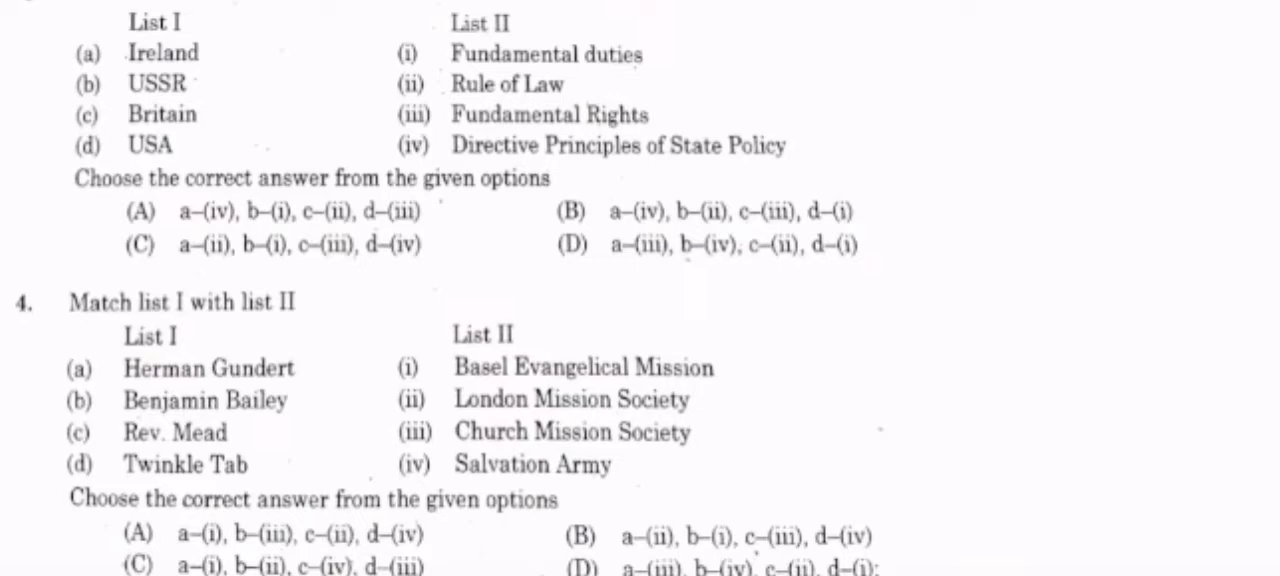 List I List II
(a) Ireland (i) Fundamental duties
(b) USSR (ii) Rule of Law
(c) Britain (iii) Fundamental Rights
(d) USA (iv) Directive Principles of State Policy
Choose the correct answer from the given options
(A) a–(iv), b–(i), c–(ii), d–(iii) (B) a–(iv), b–(ii), c–(iii), d–(i)
(C) a–(ii), b–(i), c–(iii), d–(iv) (D) a–(iii), b–(iv), c–(ii), d–(i)
4. Match list I with list II
List I List II
(a) Herman Gundert (i) Basel Evangelical Mission
(b) Benjamin Bailey (ii) London Mission Society
(c) Rev. Mead (iii) Church Mission Society
(d) Twinkle Tab (iv) Salvation Army
Choose the correct answer from the given options
(A) a–(i), b–(iii), c–(ii), d–(iv) (B) a–(ii), b–(i), c–(iii), d–(iv)
(C) a–(i), b–(ii), c–(iv), d–(iii) (D) a–(iii), b–(iv), c–(ii), d–(i);